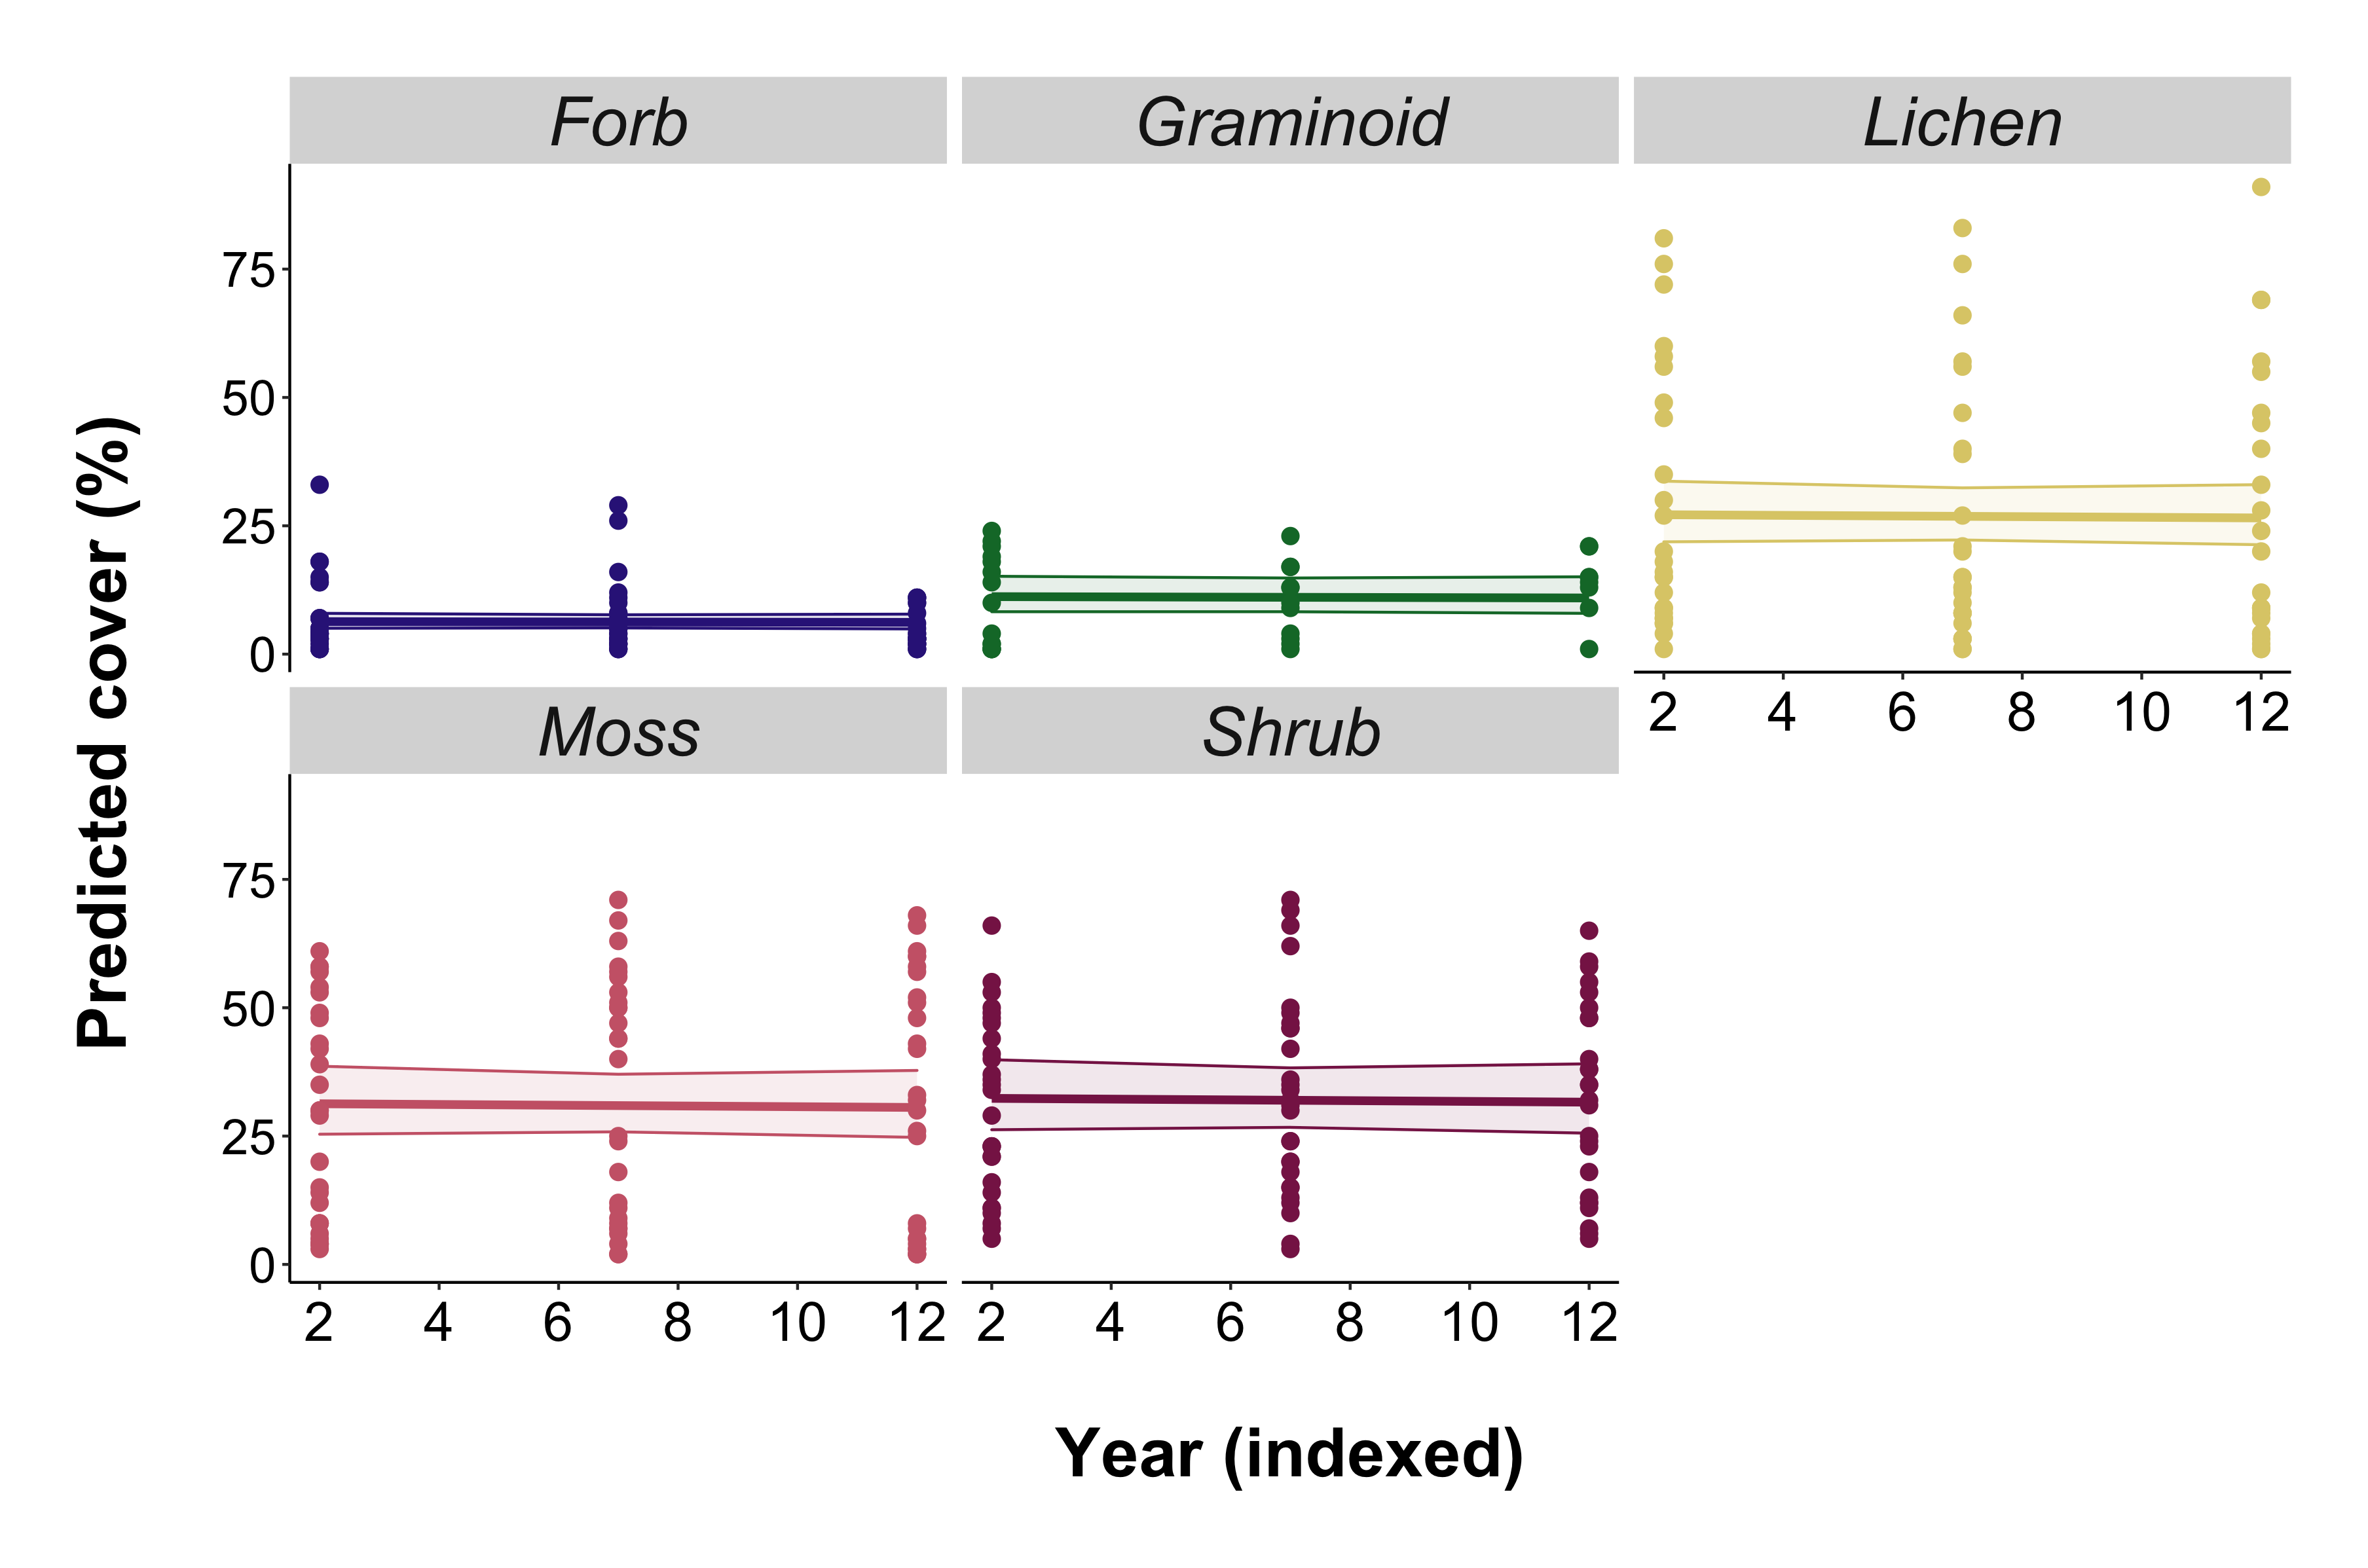 Forb Graminoid Lichen
75
50
25
0
2 4 6 8 10 12
Moss Shrub
75
50
25
0
2 4 6 8 10 12 2 4 6 8 10 12
Predicted cover (%)
Year (indexed)